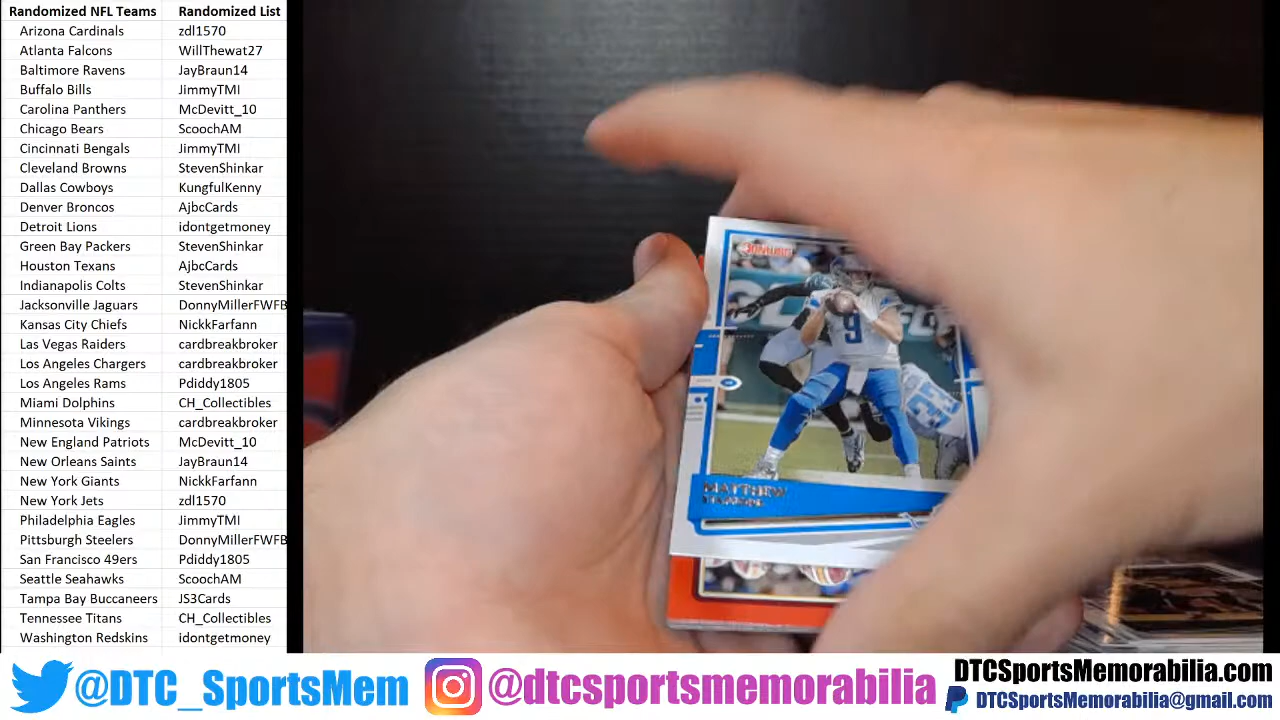 Randomized NFL Teams Randomized List
Arizona Cardinals zdl1570
Atlanta Falcons WillThewat27
Baltimore Ravens JayBraun14
Buffalo Bills JimmyTMI
Carolina Panthers McDevitt_10
Chicago Bears ScoochAM
Cincinnati Bengals JimmyTMI
Cleveland Browns StevenShinkar
Dallas Cowboys KungfulKenny
Denver Broncos AjbcCards
Detroit Lions idontgetmoney
Green Bay Packers StevenShinkar
Houston Texans AjbcCards
Indianapolis Colts StevenShinkar
Jacksonville Jaguars DonnyMillerFWFB
Kansas City Chiefs NickkFarfann
Las Vegas Raiders cardbreakbroker
Los Angeles Chargers cardbreakbroker
Los Angeles Rams Pdiddy1805
Miami Dolphins CH_Collectibles
Minnesota Vikings cardbreakbroker
New England Patriots McDevitt_10
New Orleans Saints JayBraun14
New York Giants NickkFarfann
New York Jets zdl1570
Philadelphia Eagles JimmyTMI
Pittsburgh Steelers DonnyMillerFWFB
San Francisco 49ers Pdiddy1805
Seattle Seahawks ScoochAM
Tampa Bay Buccaneers JS3Cards
Tennessee Titans CH_Collectibles
Washington Redskins idontgetmoney
9
33
MATTHEW
@DTC_SportsMem
@dtcsportsmemorabilia
DTCSportsMemorabilia.com
DTCSportsMemorabilia@gmail.com